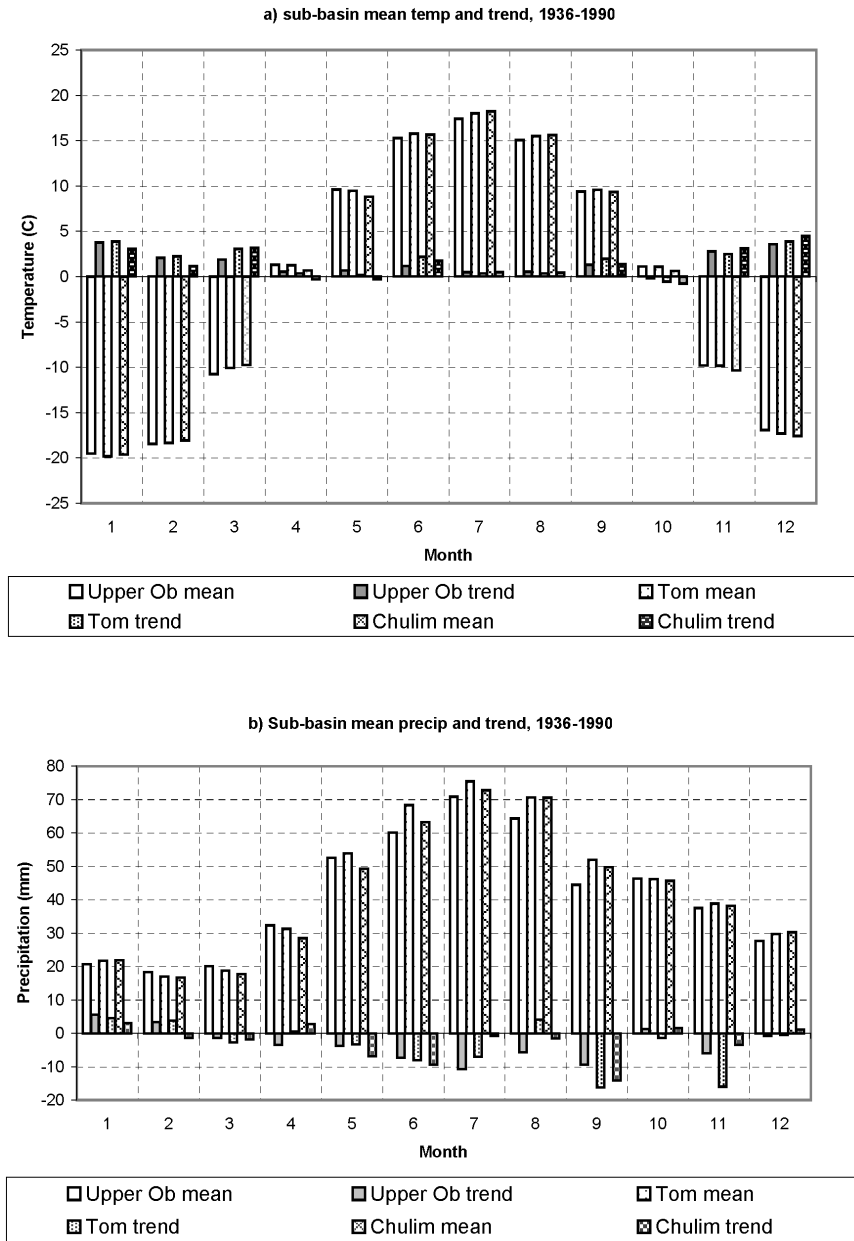 a) sub-basin mean temp and trend, 1936-1990
25
20
15
10
5
0
-5
-10
-15
-20
-25
Temperature (C)
1 2 3 4 5 6 7 8 9 10 11 12
Month
Upper Ob mean Upper Ob trend Tom mean
Tom trend Chulim mean Chulim trend
b) Sub-basin mean precip and trend, 1936-1990
80
70
60
50
40
30
20
10
0
-10
-20
Precipitation (mm)
1 2 3 4 5 6 7 8 9 10 11 12
Month
Upper Ob mean Upper Ob trend Tom mean
Tom trend Chulim mean Chulim trend